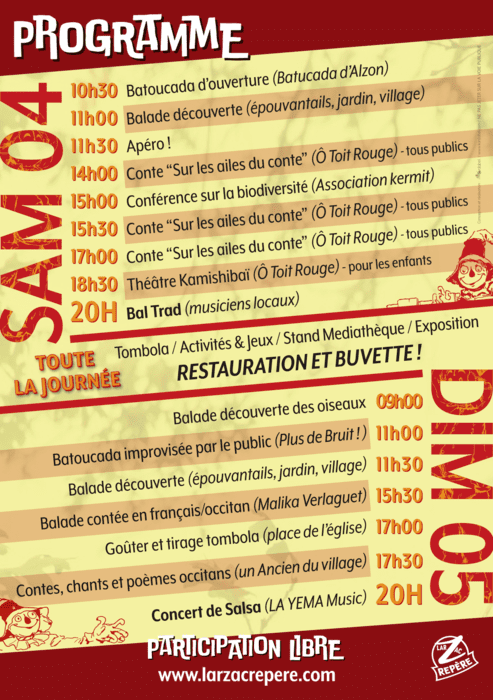 PROGRAMME
SAM 04
10h30 Batoucada d'ouverture (Batucada d'Alzon)
11h00 Balade découverte (épouvantails, jardin, village)
11h30 Apéro !
14h00 Conte “Sur les ailes du conte” (Ô Toit Rouge) - tous publics
15h00 Conférence sur la biodiversité (Association kermit)
15h30 Conte “Sur les ailes du conte” (Ô Toit Rouge) - tous publics
17h00 Conte “Sur les ailes du conte” (Ô Toit Rouge) - tous publics
18h30 Théâtre Kamishibaï (Ô Toit Rouge) - pour les enfants
20H Bal Trad (musiciens locaux)
TOUTE
LA JOURNÉE
Tombola / Activités & Jeux / Stand Mediathèque / Exposition
RESTAURATION ET BUVETTE !
DIM 05
Balade découverte des oiseaux 09h00
Batoucada improvisée par le public (Plus de Bruit !) 11h00
Balade découverte (épouvantails, jardin, village) 11h30
Balade contée en français/occitan (Malika Verlaguet) 15h30
Goûter et tirage tombola (place de l'église) 17h00
Contes, chants et poèmes occitans (un Ancien du village) 17h30
Concert de Salsa (LA YEMA Music) 20H
PARTICIPATION LIBRE
www.larzacrepere.com
LARZAC
REPÈRE